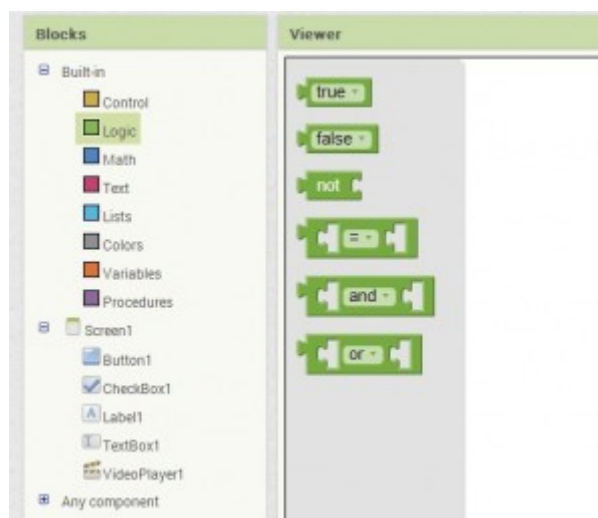 Blocks
Built-in
Control
Logic
Math
Text
Lists
Colors
Variables
Procedures
Screen1
Button1
CheckBox1
Label1
TextBox1
VideoPlayer1
Any component
Viewer
true
false
not
=
and
or